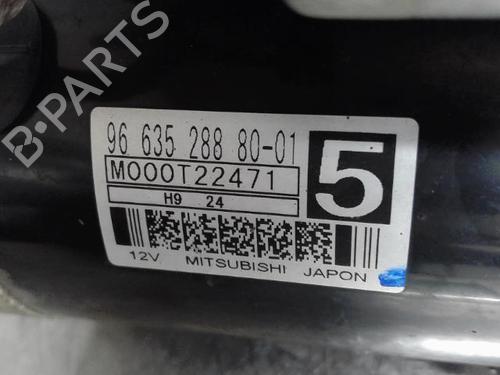 B-PARTS
96 635 288 80-01
5
M000T22471
H9 24
12V MITSUBISHI JAPON